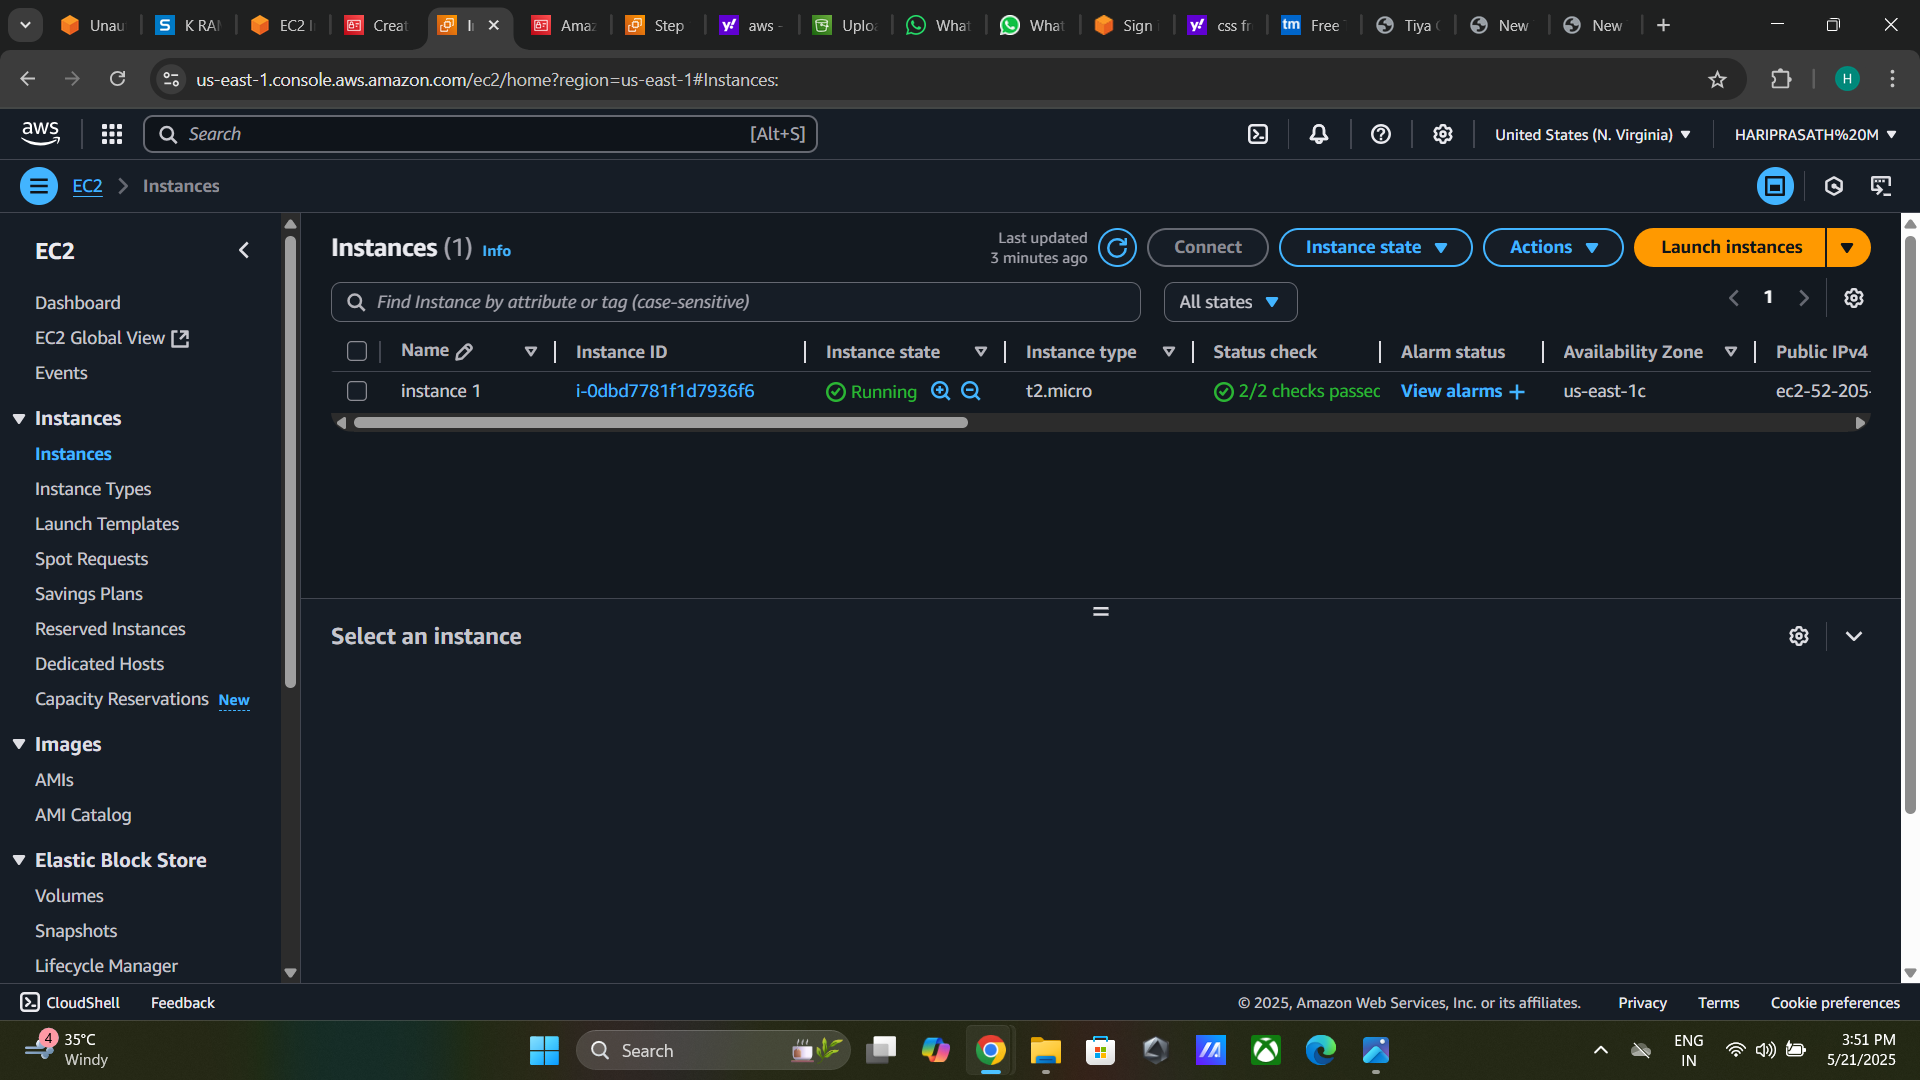 Unau
K RA
EC2 I
Creat
I
Amaz
Step
aws -
Uplo
What
What
Sign
css fr
Free
Tiya
New
New
us-east-1.console.aws.amazon.com/ec2/home?region=us-east-1#Instances:
H
aws
Search [Alt+S]
United States (N. Virginia)
HARIPRASATH%20M
EC2 > Instances
EC2
Dashboard
EC2 Global View
Events
Instances
Instances
Instance Types
Launch Templates
Spot Requests
Savings Plans
Reserved Instances
Dedicated Hosts
Capacity Reservations New
Images
AMIs
AMI Catalog
Elastic Block Store
Volumes
Snapshots
Lifecycle Manager
Instances (1) Info
Last updated
3 minutes ago
Connect
Instance state
Actions
Launch instances
Find Instance by attribute or tag (case-sensitive)
All states
1
Name Instance ID Instance state Instance type Status check Alarm status Availability Zone Public IPv4
instance 1 i-0dbd7781f1d7936f6 Running t2.micro 2/2 checks passed View alarms + us-east-1c ec2-52-205-
Select an instance
CloudShell Feedback
© 2025, Amazon Web Services, Inc. or its affiliates. Privacy Terms Cookie preferences
4
35°C
Windy
Search
ENG
IN
3:51 PM
5/21/2025